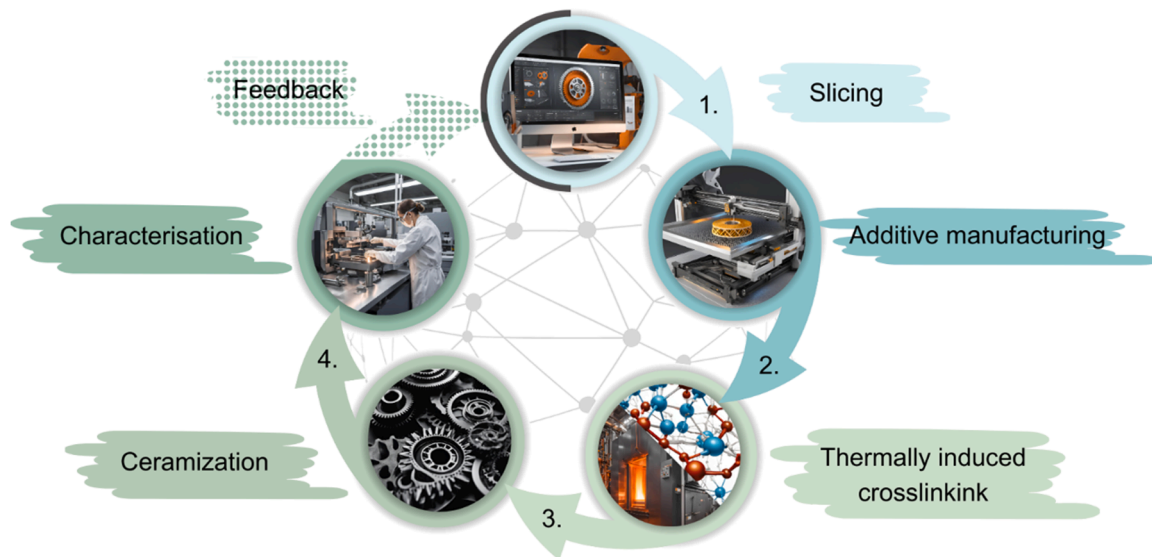 Feedback
1.
Slicing
Characterisation
Additive manufacturing
4.
2.
Ceramization
Thermally induced
crosslinkink
3.